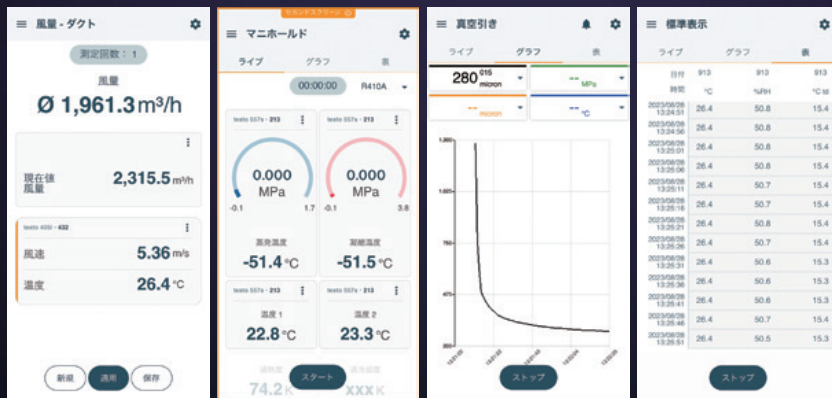 風量 - ダクト
測定回数： 1
風量
Ø 1,961.3 m³/h
現在値
風量
2,315.5 m³/h
testo 405i - 432
風速
5.36 m/s
温度
26.4 °C
新規
適用
保存
セカンドスクリーン
マニホールド
ライブ
グラフ
表
00:00:00
R410A
testo 557s - 213
testo 557s - 213
0.000
MPa
-0.1
1.7
0.000
MPa
-0.1
3.8
蒸発温度
-51.4 °C
凝縮温度
-51.5 °C
testo 557s - 213
testo 557s - 213
温度 1
22.8 °C
温度 2
23.3 °C
過熱度
74.2 K
XXX K
スタート
真空引き
ライブ
グラフ
表
280
015
micron
-- MPa
-- micron
-- °C
ストップ
標準表示
ライブ
グラフ
表
日付 913 913 913
時間 °C %RH °C td
2023/08/28 13:24:51 26.4 50.8 15.4
2023/08/28 13:24:56 26.4 50.8 15.4
2023/08/28 13:25:01 26.4 50.8 15.4
2023/08/28 13:25:06 26.4 50.8 15.4
2023/08/28 13:25:11 26.4 50.7 15.4
2023/08/28 13:25:16 26.4 50.7 15.4
2023/08/28 13:25:21 26.4 50.8 15.4
2023/08/28 13:25:26 26.4 50.7 15.4
2023/08/28 13:25:31 26.4 50.6 15.3
2023/08/28 13:25:36 26.4 50.6 15.3
2023/08/28 13:25:41 26.4 50.6 15.3
2023/08/28 13:25:46 26.4 50.7 15.4
2023/08/28 13:25:51 26.4 50.5 15.3
ストップ